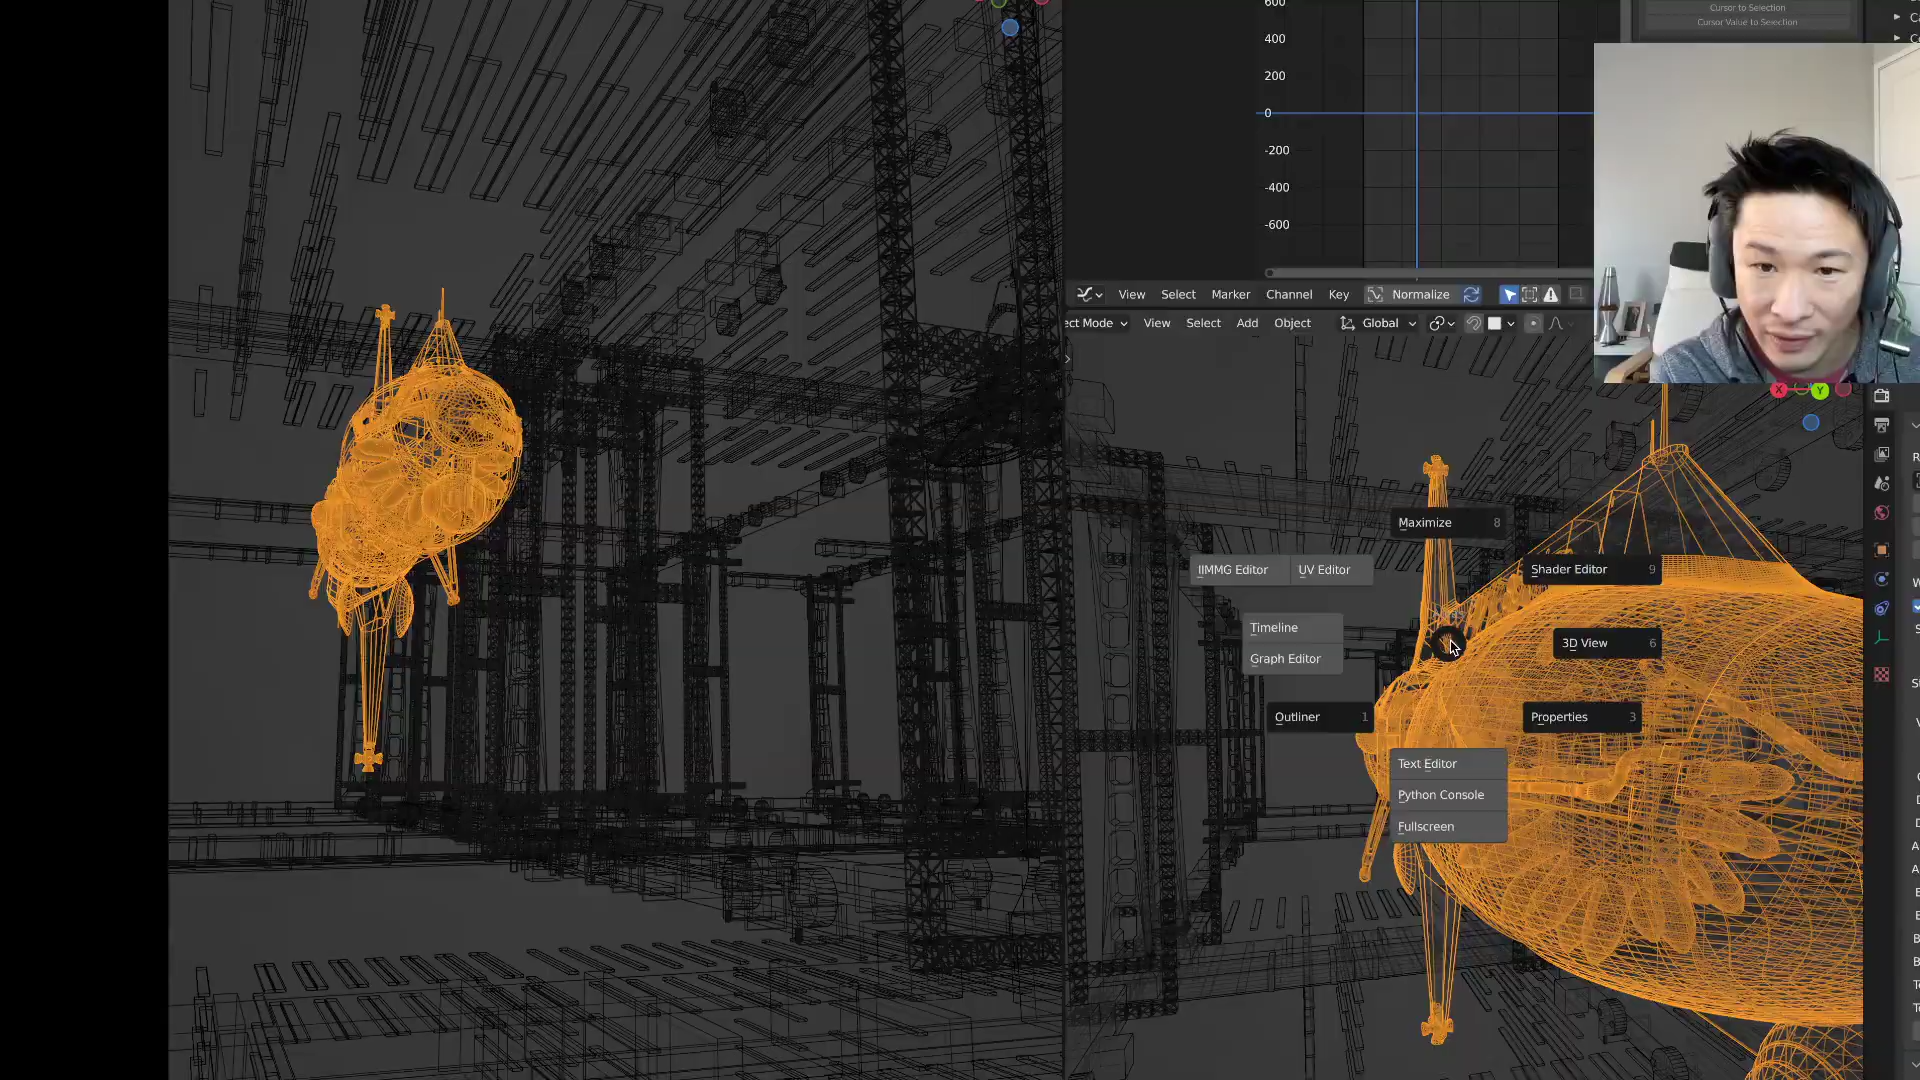 Cursor to Selection
Cursor Value to Selection
600
400
200
0
-200
-400
-600
View Select Marker Channel Key Normalize
ect Mode View Select Add Object Global
X Y
Maximize 8
IIMMG Editor UV Editor
Shader Editor 9
Timeline
Graph Editor
3D View 6
Outliner 1
Properties 3
Text Editor
Python Console
Fullscreen